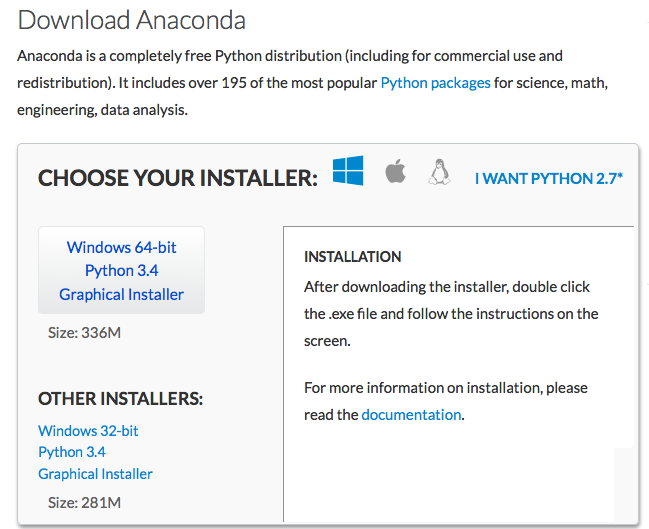 Download Anaconda
Anaconda is a completely free Python distribution (including for commercial use and
redistribution). It includes over 195 of the most popular Python packages for science, math,
engineering, data analysis.
CHOOSE YOUR INSTALLER:
I WANT PYTHON 2.7*
Windows 64-bit
Python 3.4
Graphical Installer
Size: 336M
OTHER INSTALLERS:
Windows 32-bit
Python 3.4
Graphical Installer
Size: 281M
INSTALLATION
After downloading the installer, double click
the .exe file and follow the instructions on the
screen.
For more information on installation, please
read the documentation.